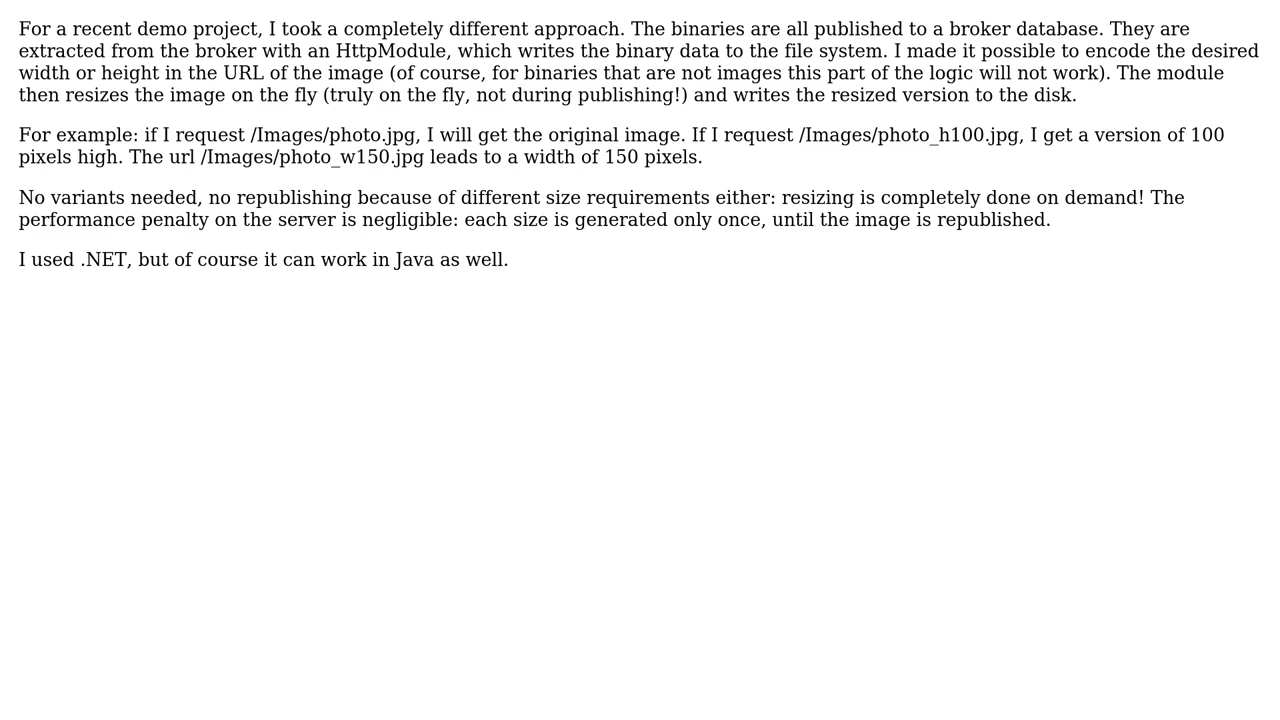 For a recent demo project, I took a completely different approach. The binaries are all published to a broker database. They are
extracted from the broker with an HttpModule, which writes the binary data to the file system. I made it possible to encode the desired
width or height in the URL of the image (of course, for binaries that are not images this part of the logic will not work). The module
then resizes the image on the fly (truly on the fly, not during publishing!) and writes the resized version to the disk.
For example: if I request /Images/photo.jpg, I will get the original image. If I request /Images/photo_h100.jpg, I get a version of 100
pixels high. The url /Images/photo_w150.jpg leads to a width of 150 pixels.
No variants needed, no republishing because of different size requirements either: resizing is completely done on demand! The
performance penalty on the server is negligible: each size is generated only once, until the image is republished.
I used .NET, but of course it can work in Java as well.